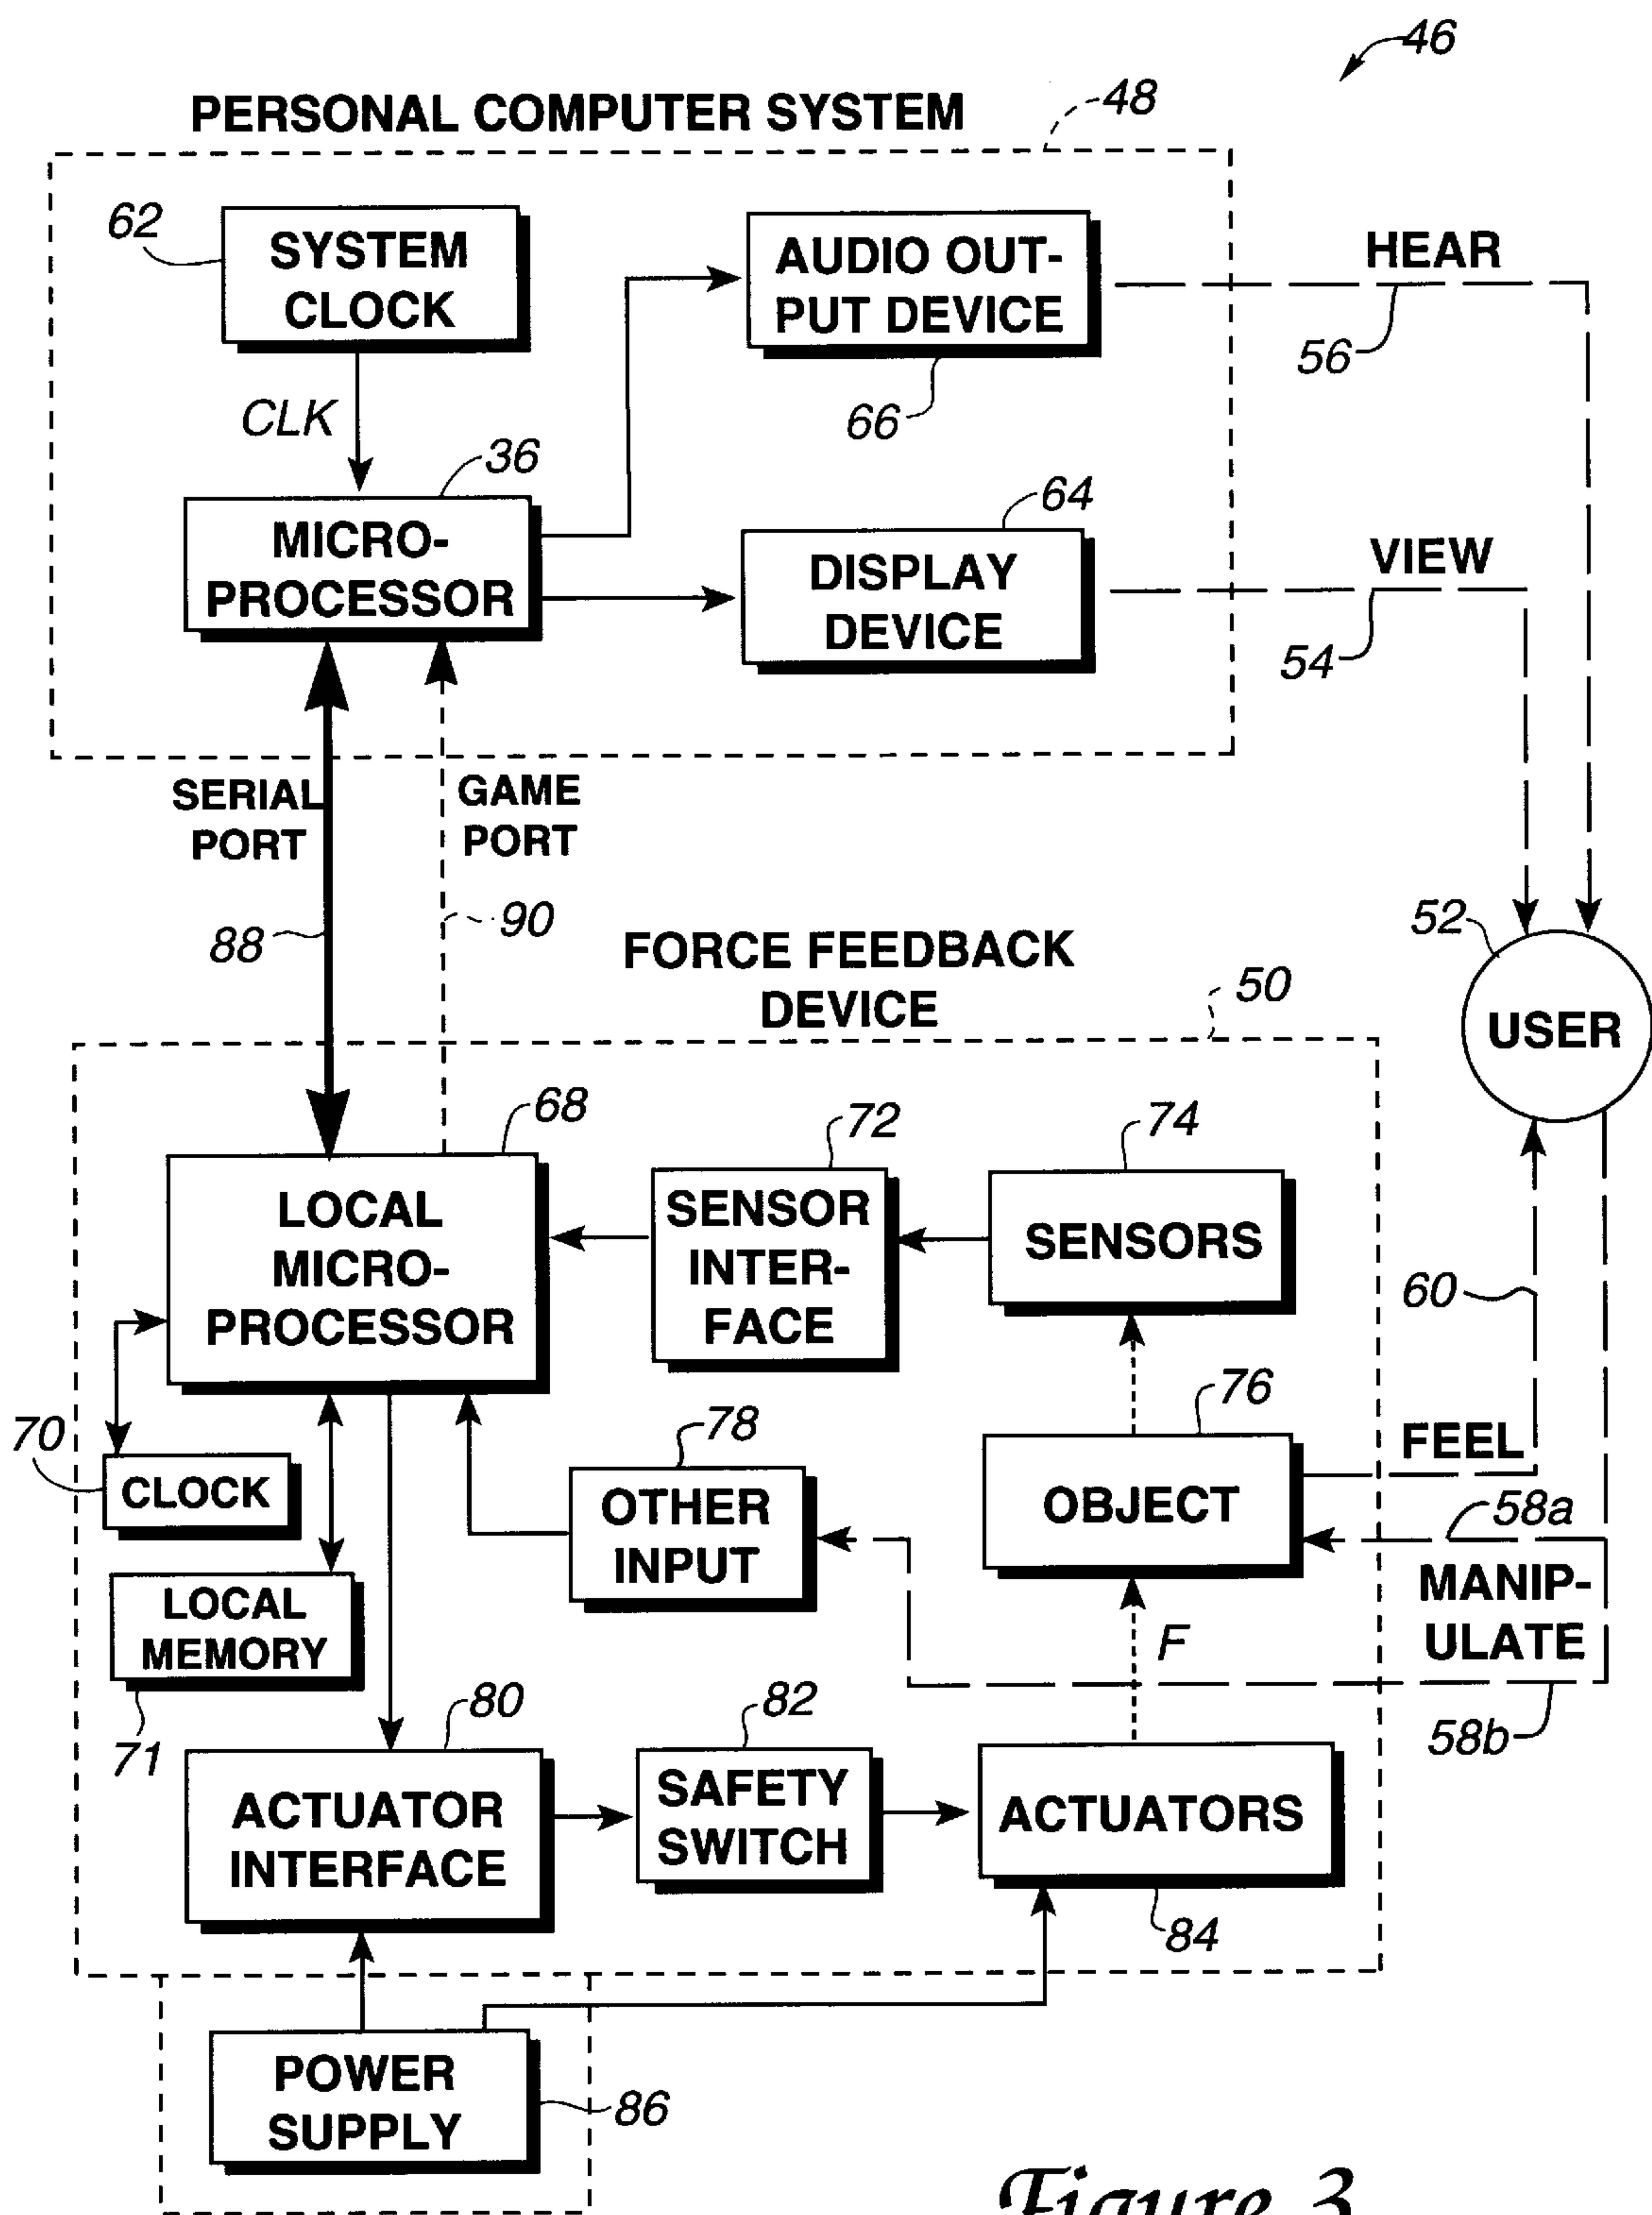 46
PERSONAL COMPUTER SYSTEM
48
62
SYSTEM
CLOCK
AUDIO OUT-
PUT DEVICE
HEAR
56
CLK
66
36
64
MICRO-
PROCESSOR
DISPLAY
DEVICE
VIEW
54
SERIAL
PORT
GAME
PORT
88
90
FORCE FEEDBACK
DEVICE
50
52
USER
68
72
74
LOCAL
MICRO-
PROCESSOR
SENSOR
INTER-
FACE
SENSORS
60
76
70
CLOCK
78
OTHER
INPUT
OBJECT
FEEL
58a
MANIP-
ULATE
LOCAL
MEMORY
F
71
80
82
58b
ACTUATOR
INTERFACE
SAFETY
SWITCH
ACTUATORS
84
POWER
SUPPLY
86
Figure 3